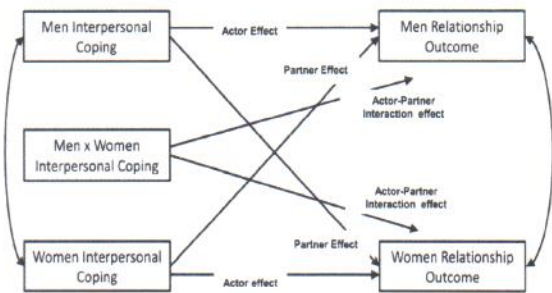 Men Interpersonal
Coping
Actor Effect
Men Relationship
Outcome
Partner Effect
Actor-Partner
Interaction effect
Men x Women
Interpersonal Coping
Actor-Partner
Interaction effect
Partner Effect
Women Interpersonal
Coping
Actor effect
Women Relationship
Outcome